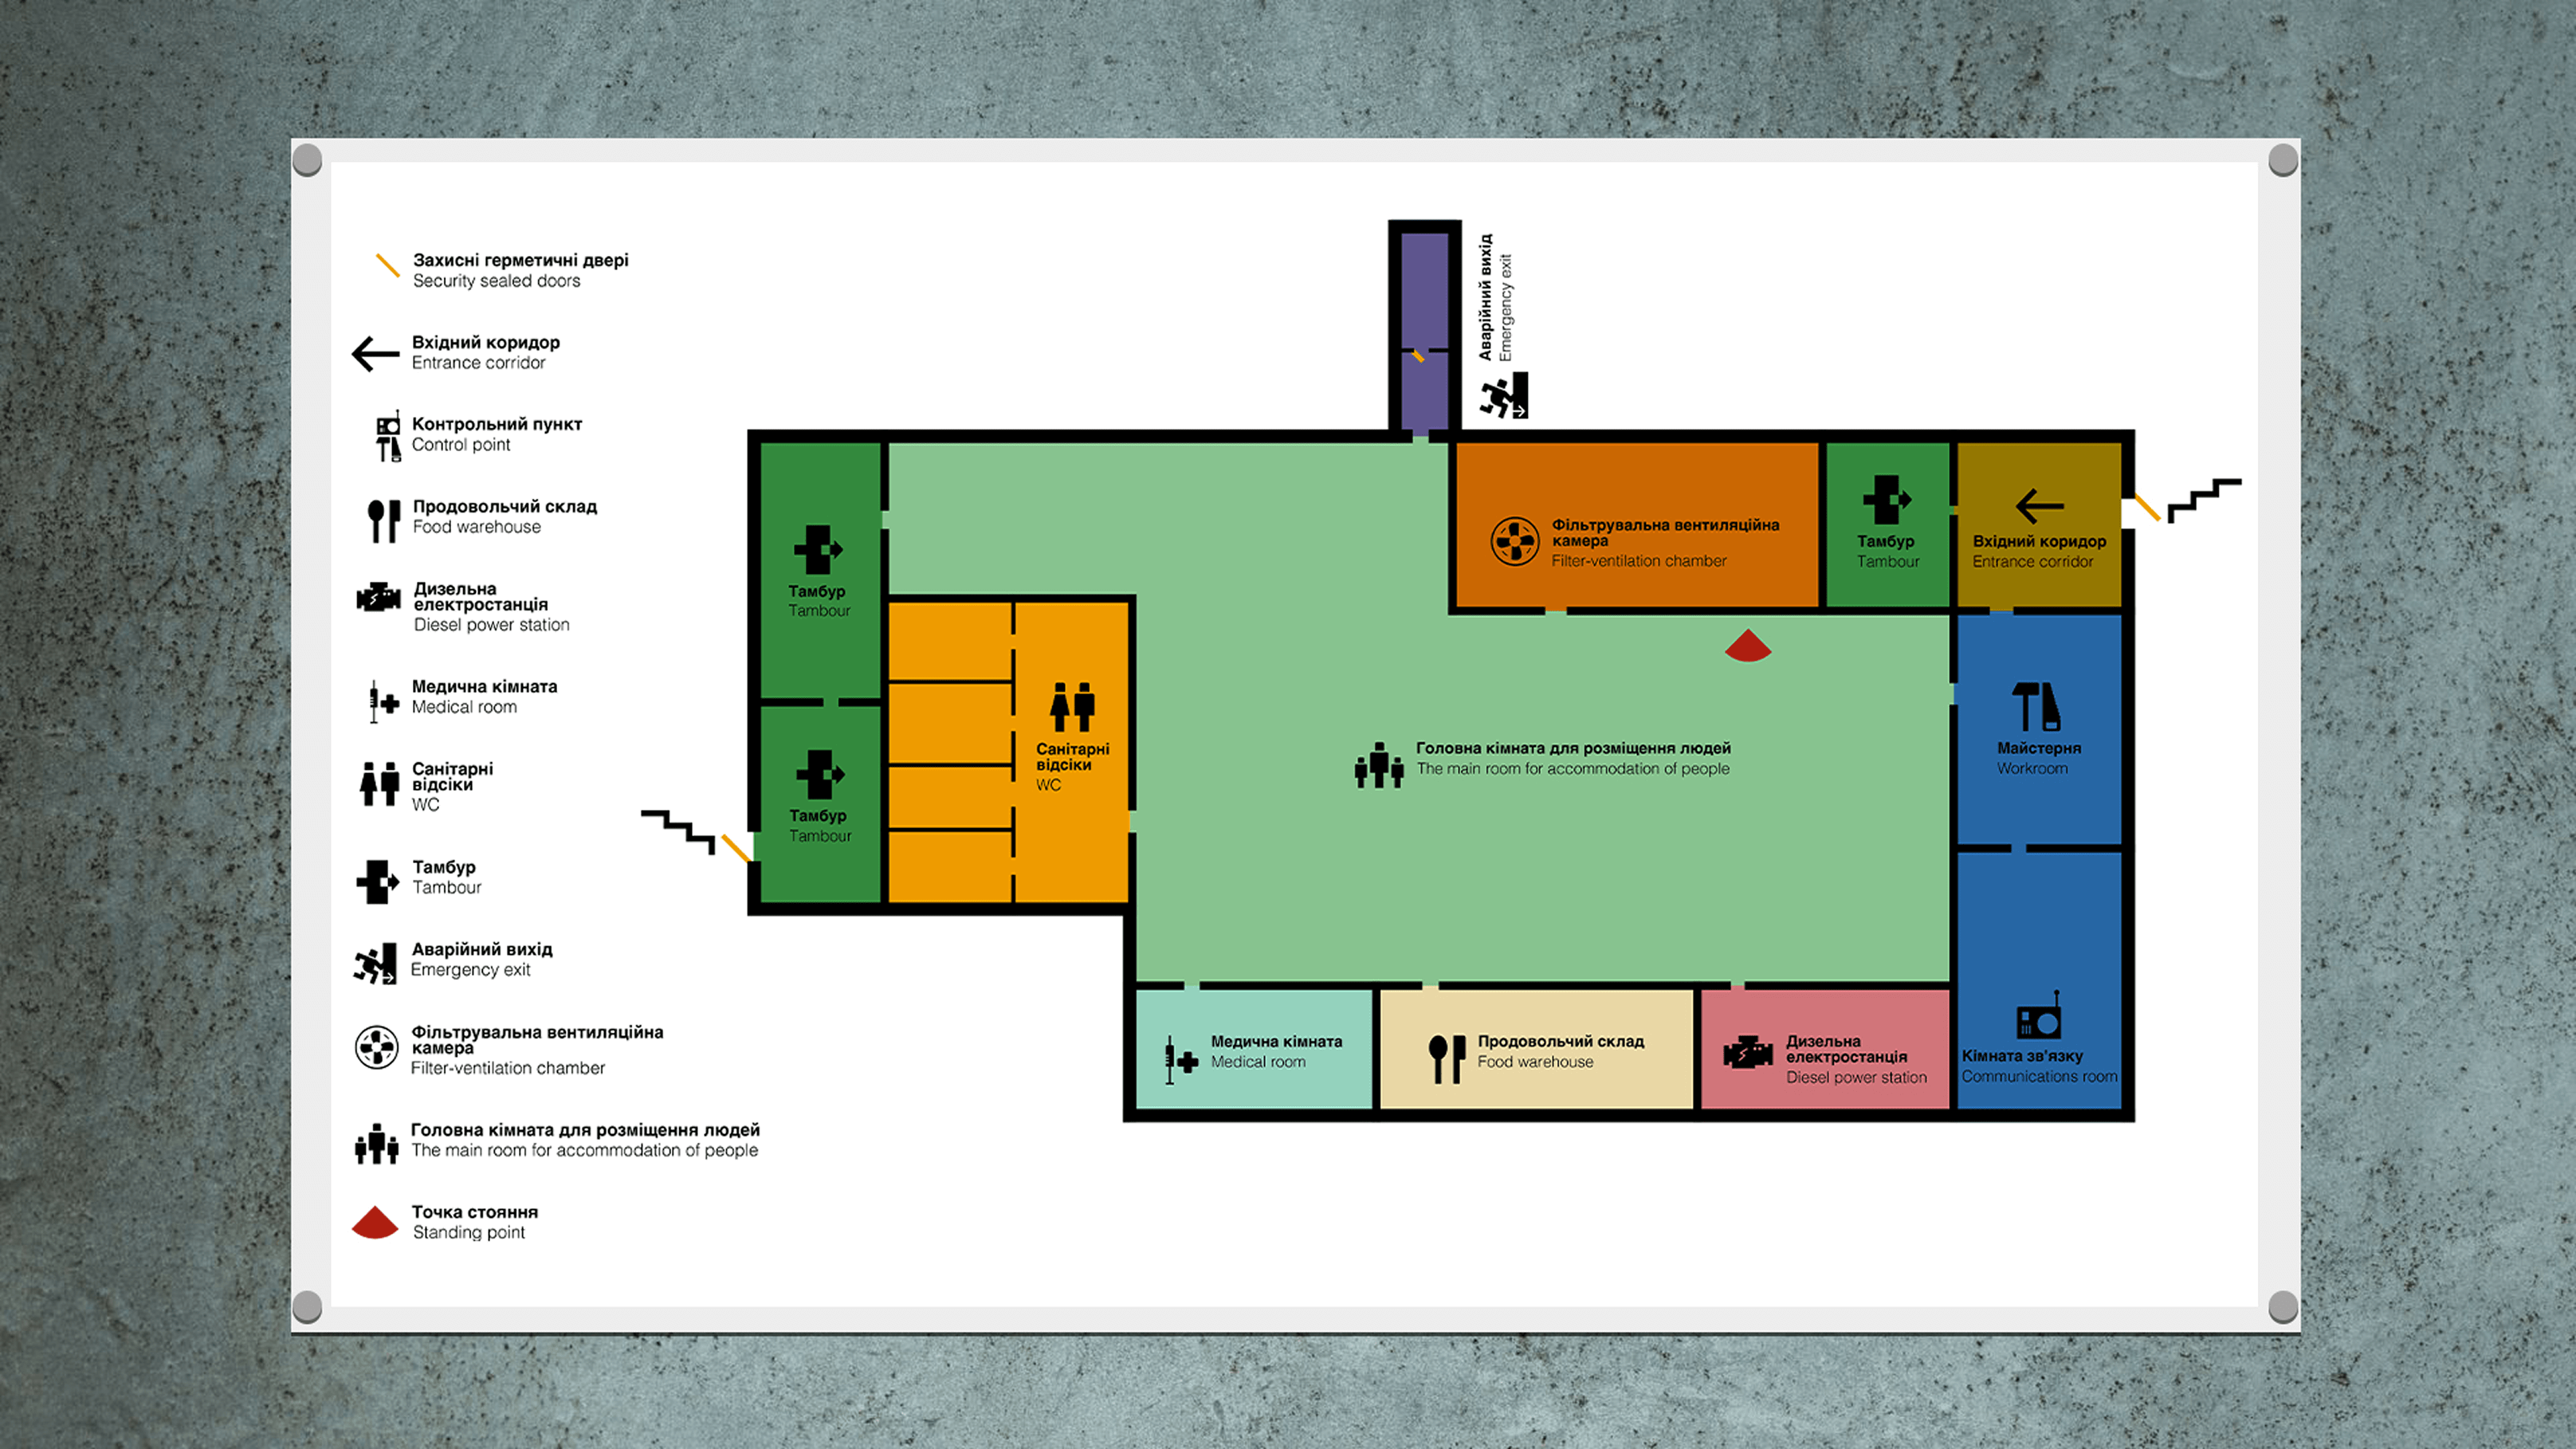 Захисні герметичні двері
Security sealed doors
Вхідний коридор
Entrance corridor
Контрольний пункт
Control point
Продовольчий склад
Food warehouse
Дизельна
електростанція
Diesel power station
Медична кімната
Medical room
Санітарні
відсіки
WC
Тамбур
Tambour
Аварійний вихід
Emergency exit
Фільтрувальна вентиляційна
камера
Filter-ventilation chamber
Головна кімната для розміщення людей
The main room for accommodation of people
Точка стояння
Standing point
Аварійний вихід
Emergency exit
Тамбур
Tambour
Тамбур
Tambour
Санітарні
відсіки
WC
Фільтрувальна вентиляційна
камера
Filter-ventilation chamber
Тамбур
Tambour
Вхідний коридор
Entrance corridor
Головна кімната для розміщення людей
The main room for accommodation of people
Майстерня
Workroom
Медична кімната
Medical room
Продовольчий склад
Food warehouse
Дизельна
електростанція
Diesel power station
Кімната зв'язку
Communications room